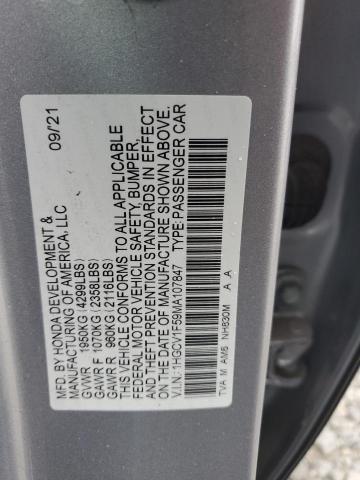 MFD. BY HONDA DEVELOPMENT & 09/21
MANUFACTURING OF AMERICA, LLC
GVWR 1950KG (4299LBS)
GAWR F 1070KG (2358LBS)
GAWR R 960KG (2116LBS)
THIS VEHICLE CONFORMS TO ALL APPLICABLE
FEDERAL MOTOR VEHICLE SAFETY, BUMPER,
AND THEFT PREVENTION STANDARDS IN EFFECT
ON THE DATE OF MANUFACTURE SHOWN ABOVE.
V.I.N.: 1HGCV1F59MA107847 TYPE: PASSENGER CAR
TVA M AM6 NH830M A A